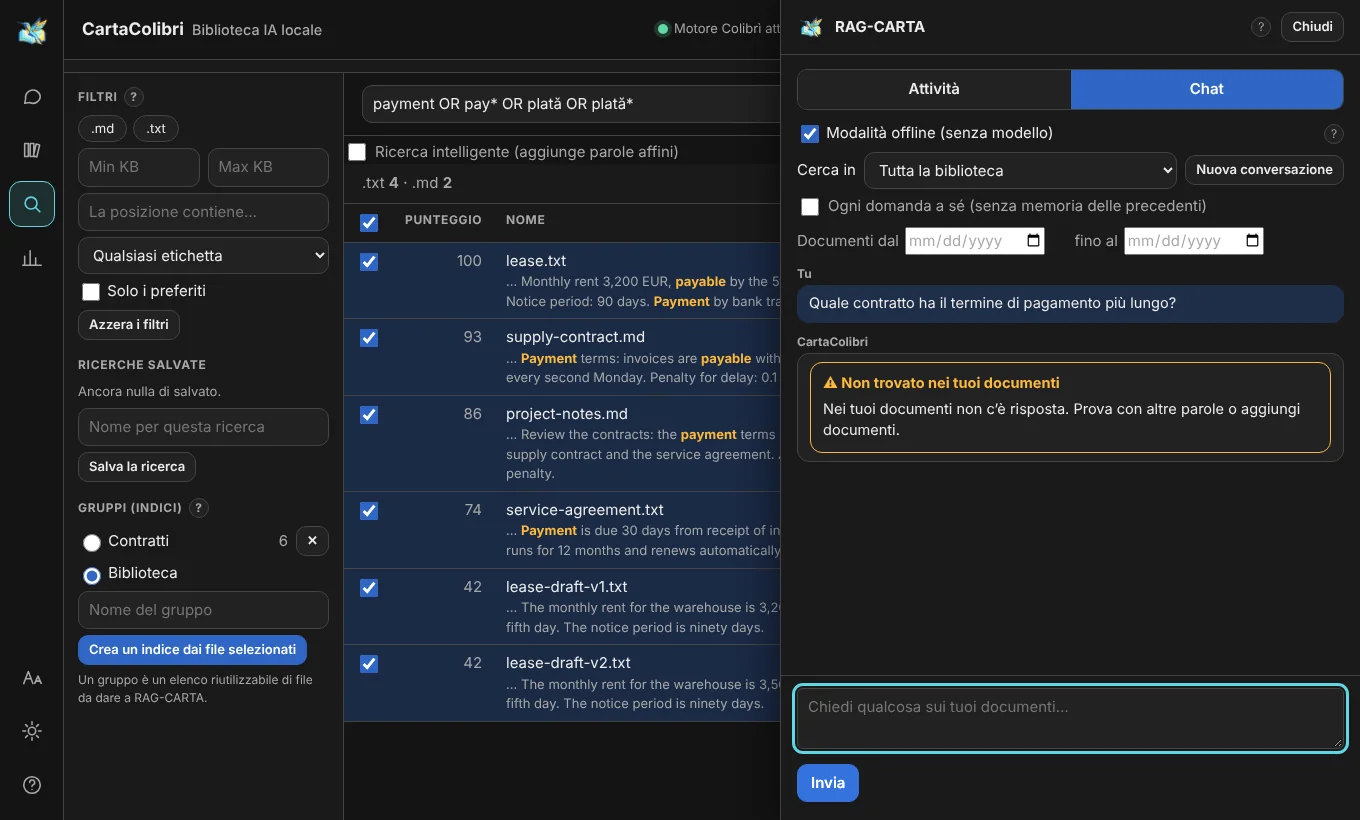 CartaColibri Biblioteca IA locale
Motore Colibrì att
FILTRI ?
.md .txt
Min KB Max KB
La posizione contiene...
Qualsiasi etichetta
Solo i preferiti
Azzera i filtri
RICERCHE SALVATE
Ancora nulla di salvato.
Nome per questa ricerca
Salva la ricerca
GRUPPI (INDICI) ?
Contratti 6 ✕
Biblioteca
Nome del gruppo
Crea un indice dai file selezionati
Un gruppo è un elenco riutilizzabile di file
da dare a RAG-CARTA.
AA
payment OR pay* OR plată OR plată*
Ricerca intelligente (aggiunge parole affini)
.txt 4 · .md 2
PUNTEGGIO NOME
100 lease.txt
... Monthly rent 3,200 EUR, payable by the 5
Notice period: 90 days. Payment by bank tra
93 supply-contract.md
... Payment terms: invoices are payable with
every second Monday. Penalty for delay: 0.1
86 project-notes.md
... Review the contracts: the payment terms
supply contract and the service agreement.
penalty.
74 service-agreement.txt
... Payment is due 30 days from receipt of in
runs for 12 months and renews automatically
42 lease-draft-v1.txt
... The monthly rent for the warehouse is 3,20
fifth day. The notice period is ninety days.
42 lease-draft-v2.txt
... The monthly rent for the warehouse is 3,50
fifth day. The notice period is ninety days.
RAG-CARTA ? Chiudi
Attività Chat
Modalità offline (senza modello) ?
Cerca in Tutta la biblioteca Nuova conversazione
Ogni domanda a sé (senza memoria delle precedenti)
Documenti dal mm/dd/yyyy fino al mm/dd/yyyy
Tu
Quale contratto ha il termine di pagamento più lungo?
CartaColibri
⚠ Non trovato nei tuoi documenti
Nei tuoi documenti non c’è risposta. Prova con altre parole o aggiungi
documenti.
Chiedi qualcosa sui tuoi documenti...
Invia